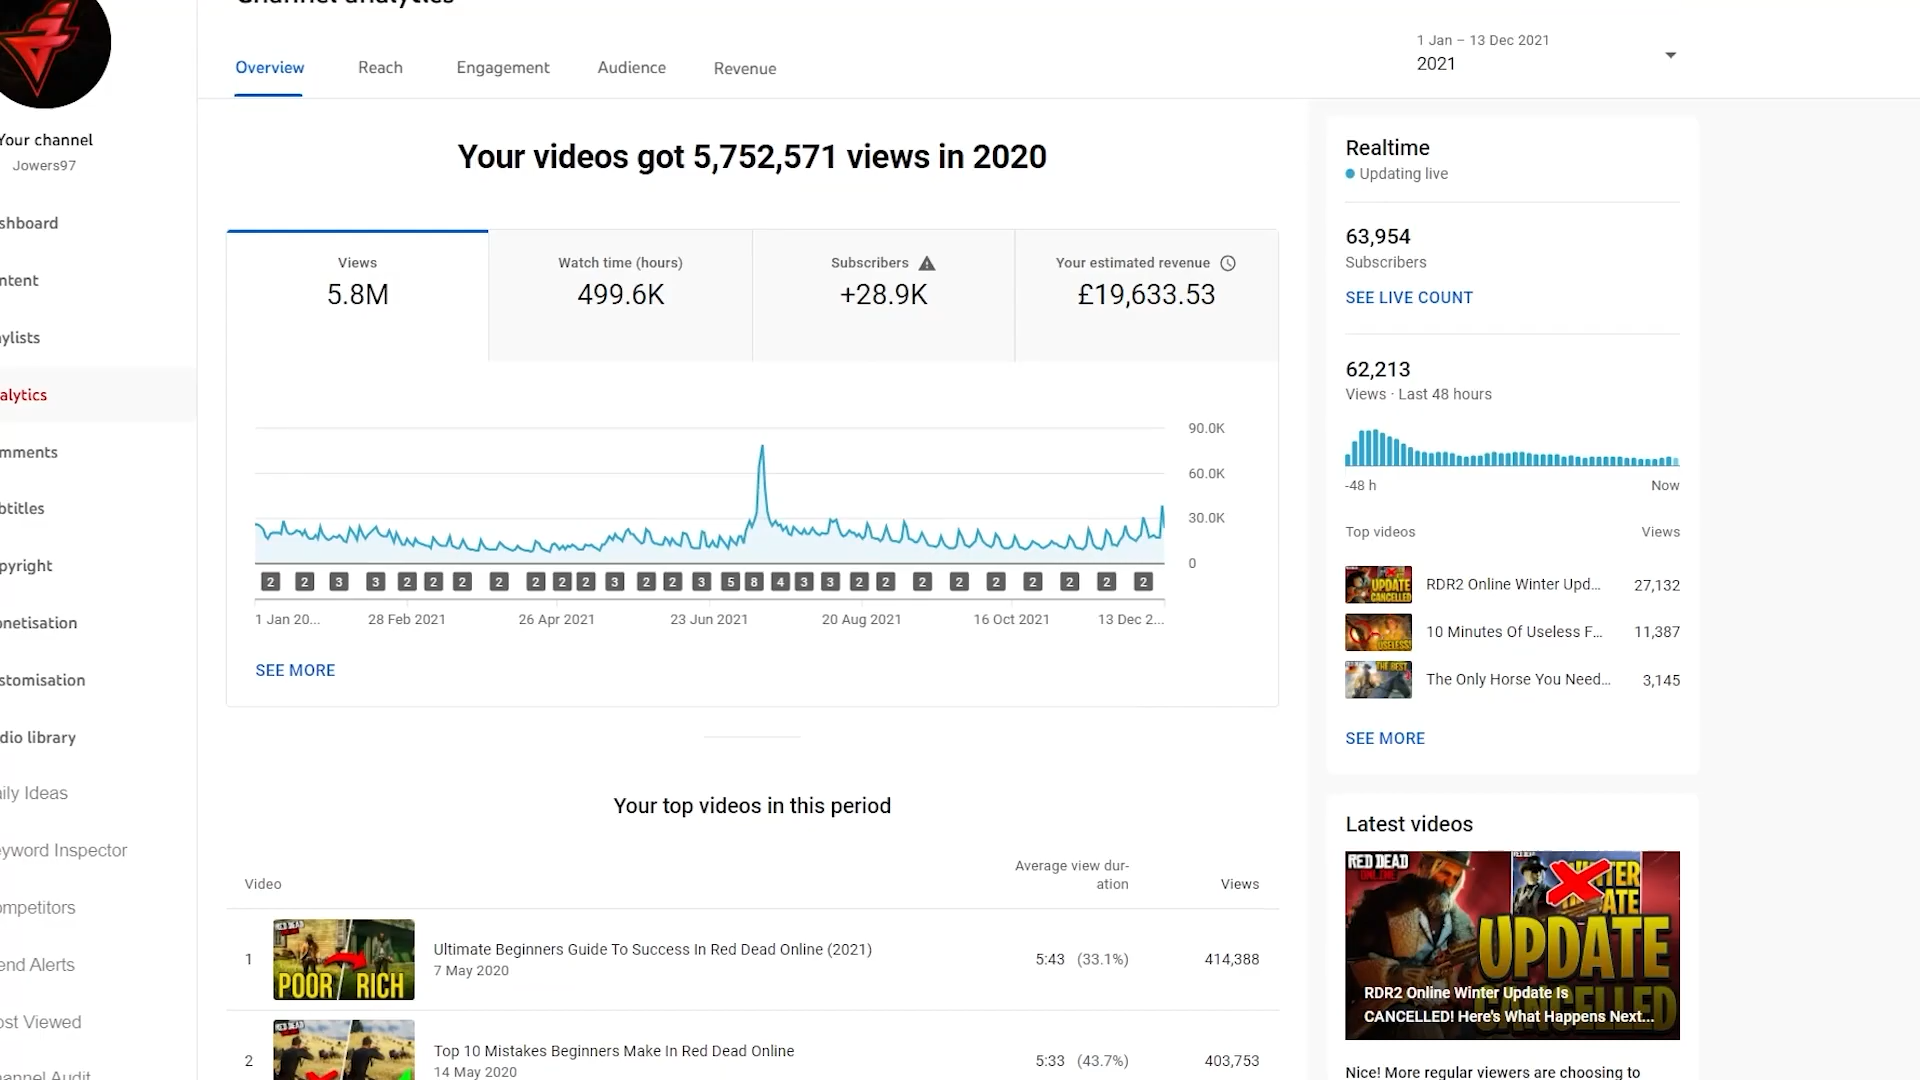 Channel analytics
1 Jan – 13 Dec 2021
2021
Overview
Reach
Engagement
Audience
Revenue
Your channel
Jowers97
shboard
ntent
ylists
alytics
mments
btitles
pyright
onetisation
stomisation
dio library
ily Ideas
eyword Inspector
ompetitors
end Alerts
ost Viewed
hannel Audit
Your videos got 5,752,571 views in 2020
Views
5.8M
Watch time (hours)
499.6K
Subscribers
+28.9K
Your estimated revenue
£19,633.53
90.0K
60.0K
30.0K
0
2 2 3 3 2 2 2 2 2 2 2 3 2 2 3 5 8 4 3 3 2 2 2 2 2 2 2 2 2
1 Jan 20...
28 Feb 2021
26 Apr 2021
23 Jun 2021
20 Aug 2021
16 Oct 2021
13 Dec 2...
SEE MORE
Your top videos in this period
Video
Average view dur-
ation
Views
1
POOR RICH
Ultimate Beginners Guide To Success In Red Dead Online (2021)
7 May 2020
5:43 (33.1%)
414,388
2
Top 10 Mistakes Beginners Make In Red Dead Online
14 May 2020
5:33 (43.7%)
403,753
Realtime
Updating live
63,954
Subscribers
SEE LIVE COUNT
62,213
Views · Last 48 hours
-48 h
Now
Top videos
Views
UPDATE
CANCELLED
RDR2 Online Winter Upd...
27,132
USELESS
10 Minutes Of Useless F...
11,387
THE BEST
The Only Horse You Need...
3,145
SEE MORE
Latest videos
RED DEAD
ONLINE
UPDATE
CANCELLED
RDR2 Online Winter Update Is
CANCELLED! Here's What Happens Next...
Nice! More regular viewers are choosing to